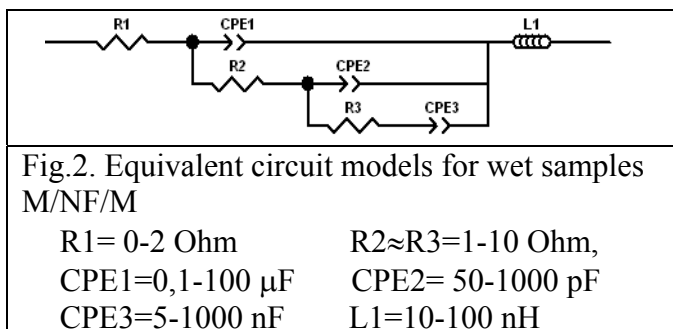 R1 CPE1 L1
R2 CPE2
R3 CPE3
Fig.2. Equivalent circuit models for wet samples
M/NF/M
R1= 0-2 Ohm R2≈R3=1-10 Ohm,
CPE1=0,1-100 μF CPE2= 50-1000 pF
CPE3=5-1000 nF L1=10-100 nH